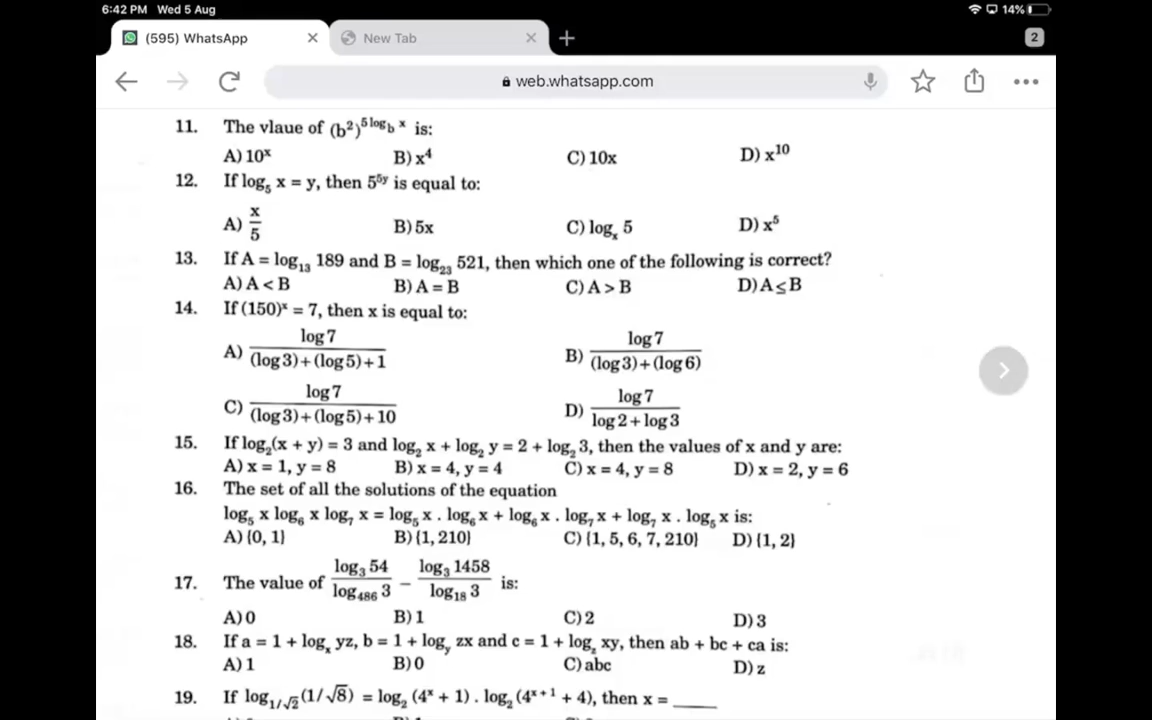 6:42 PM Wed 5 Aug 14%
(595) WhatsApp New Tab 2
web.whatsapp.com
11. The vlaue of (b²)^(5 log_b x) is:
A) 10ˣ B) x⁴ C) 10x D) x¹⁰
12. If log₅ x = y, then 5^(5y) is equal to:
A) x/5 B) 5x C) logₓ 5 D) x⁵
13. If A = log₁₃ 189 and B = log₂₃ 521, then which one of the following is correct?
A) A < B B) A = B C) A > B D) A ≤ B
14. If (150)ˣ = 7, then x is equal to:
A) log 7 / (log 3) + (log 5) + 1 B) log 7 / (log 3) + (log 6)
C) log 7 / (log 3) + (log 5) + 10 D) log 7 / log 2 + log 3
15. If log₂(x + y) = 3 and log₂ x + log₂ y = 2 + log₂ 3, then the values of x and y are:
A) x = 1, y = 8 B) x = 4, y = 4 C) x = 4, y = 8 D) x = 2, y = 6
16. The set of all the solutions of the equation
log₅ x log₆ x log₇ x = log₅ x . log₆ x + log₆ x . log₇ x + log₇ x . log₅ x is:
A) {0, 1} B) {1, 210} C) {1, 5, 6, 7, 210} D) {1, 2}
17. The value of log₃ 54 / log₄₈₆ 3 − log₃ 1458 / log₁₈ 3 is:
A) 0 B) 1 C) 2 D) 3
18. If a = 1 + logₓ yz, b = 1 + log_y zx and c = 1 + log_z xy, then ab + bc + ca is:
A) 1 B) 0 C) abc D) z
19. If log_(1/√2) (1/√8) = log₂ (4ˣ + 1) . log₂ (4ˣ⁺¹ + 4), then x = _____